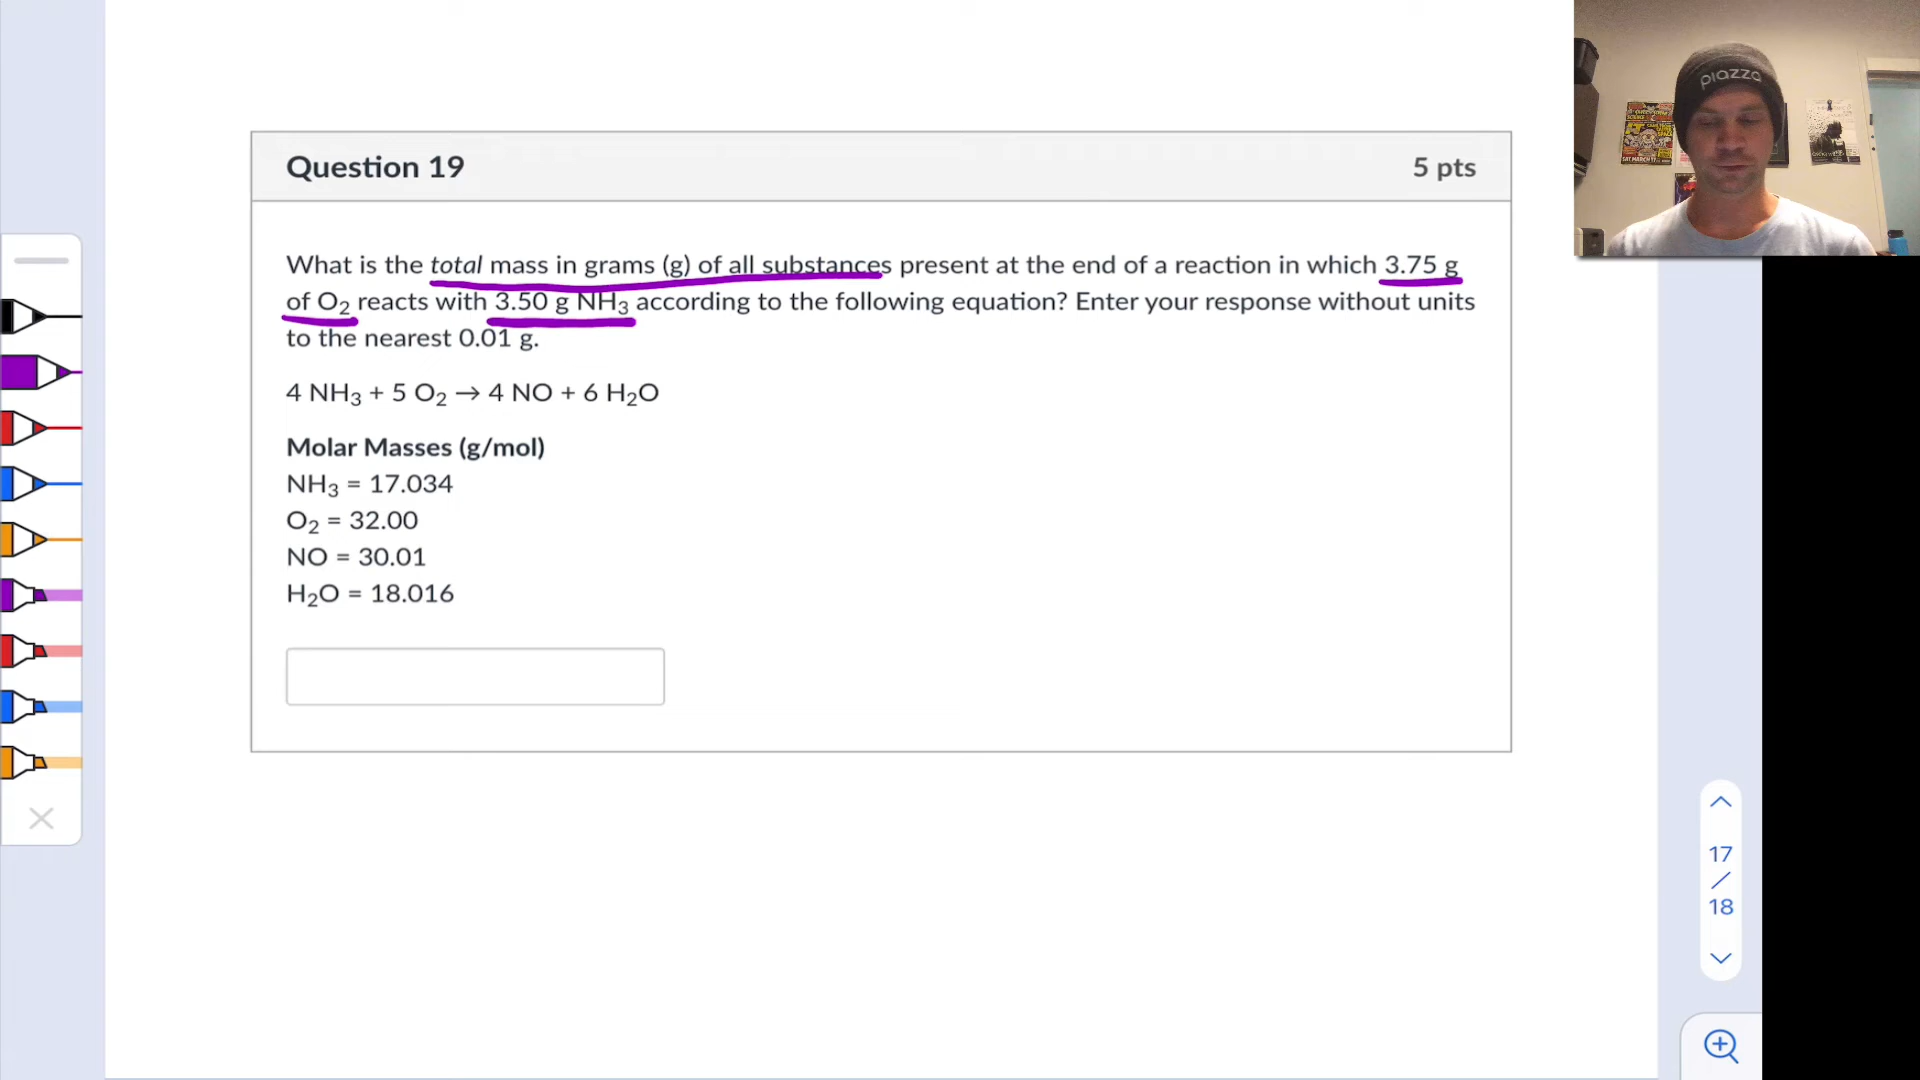 piazza
Question 19
5 pts
What is the total mass in grams (g) of all substances present at the end of a reaction in which 3.75 g
of O₂ reacts with 3.50 g NH₃ according to the following equation? Enter your response without units
to the nearest 0.01 g.
4 NH₃ + 5 O₂ → 4 NO + 6 H₂O
Molar Masses (g/mol)
NH₃ = 17.034
O₂ = 32.00
NO = 30.01
H₂O = 18.016
17
/
18